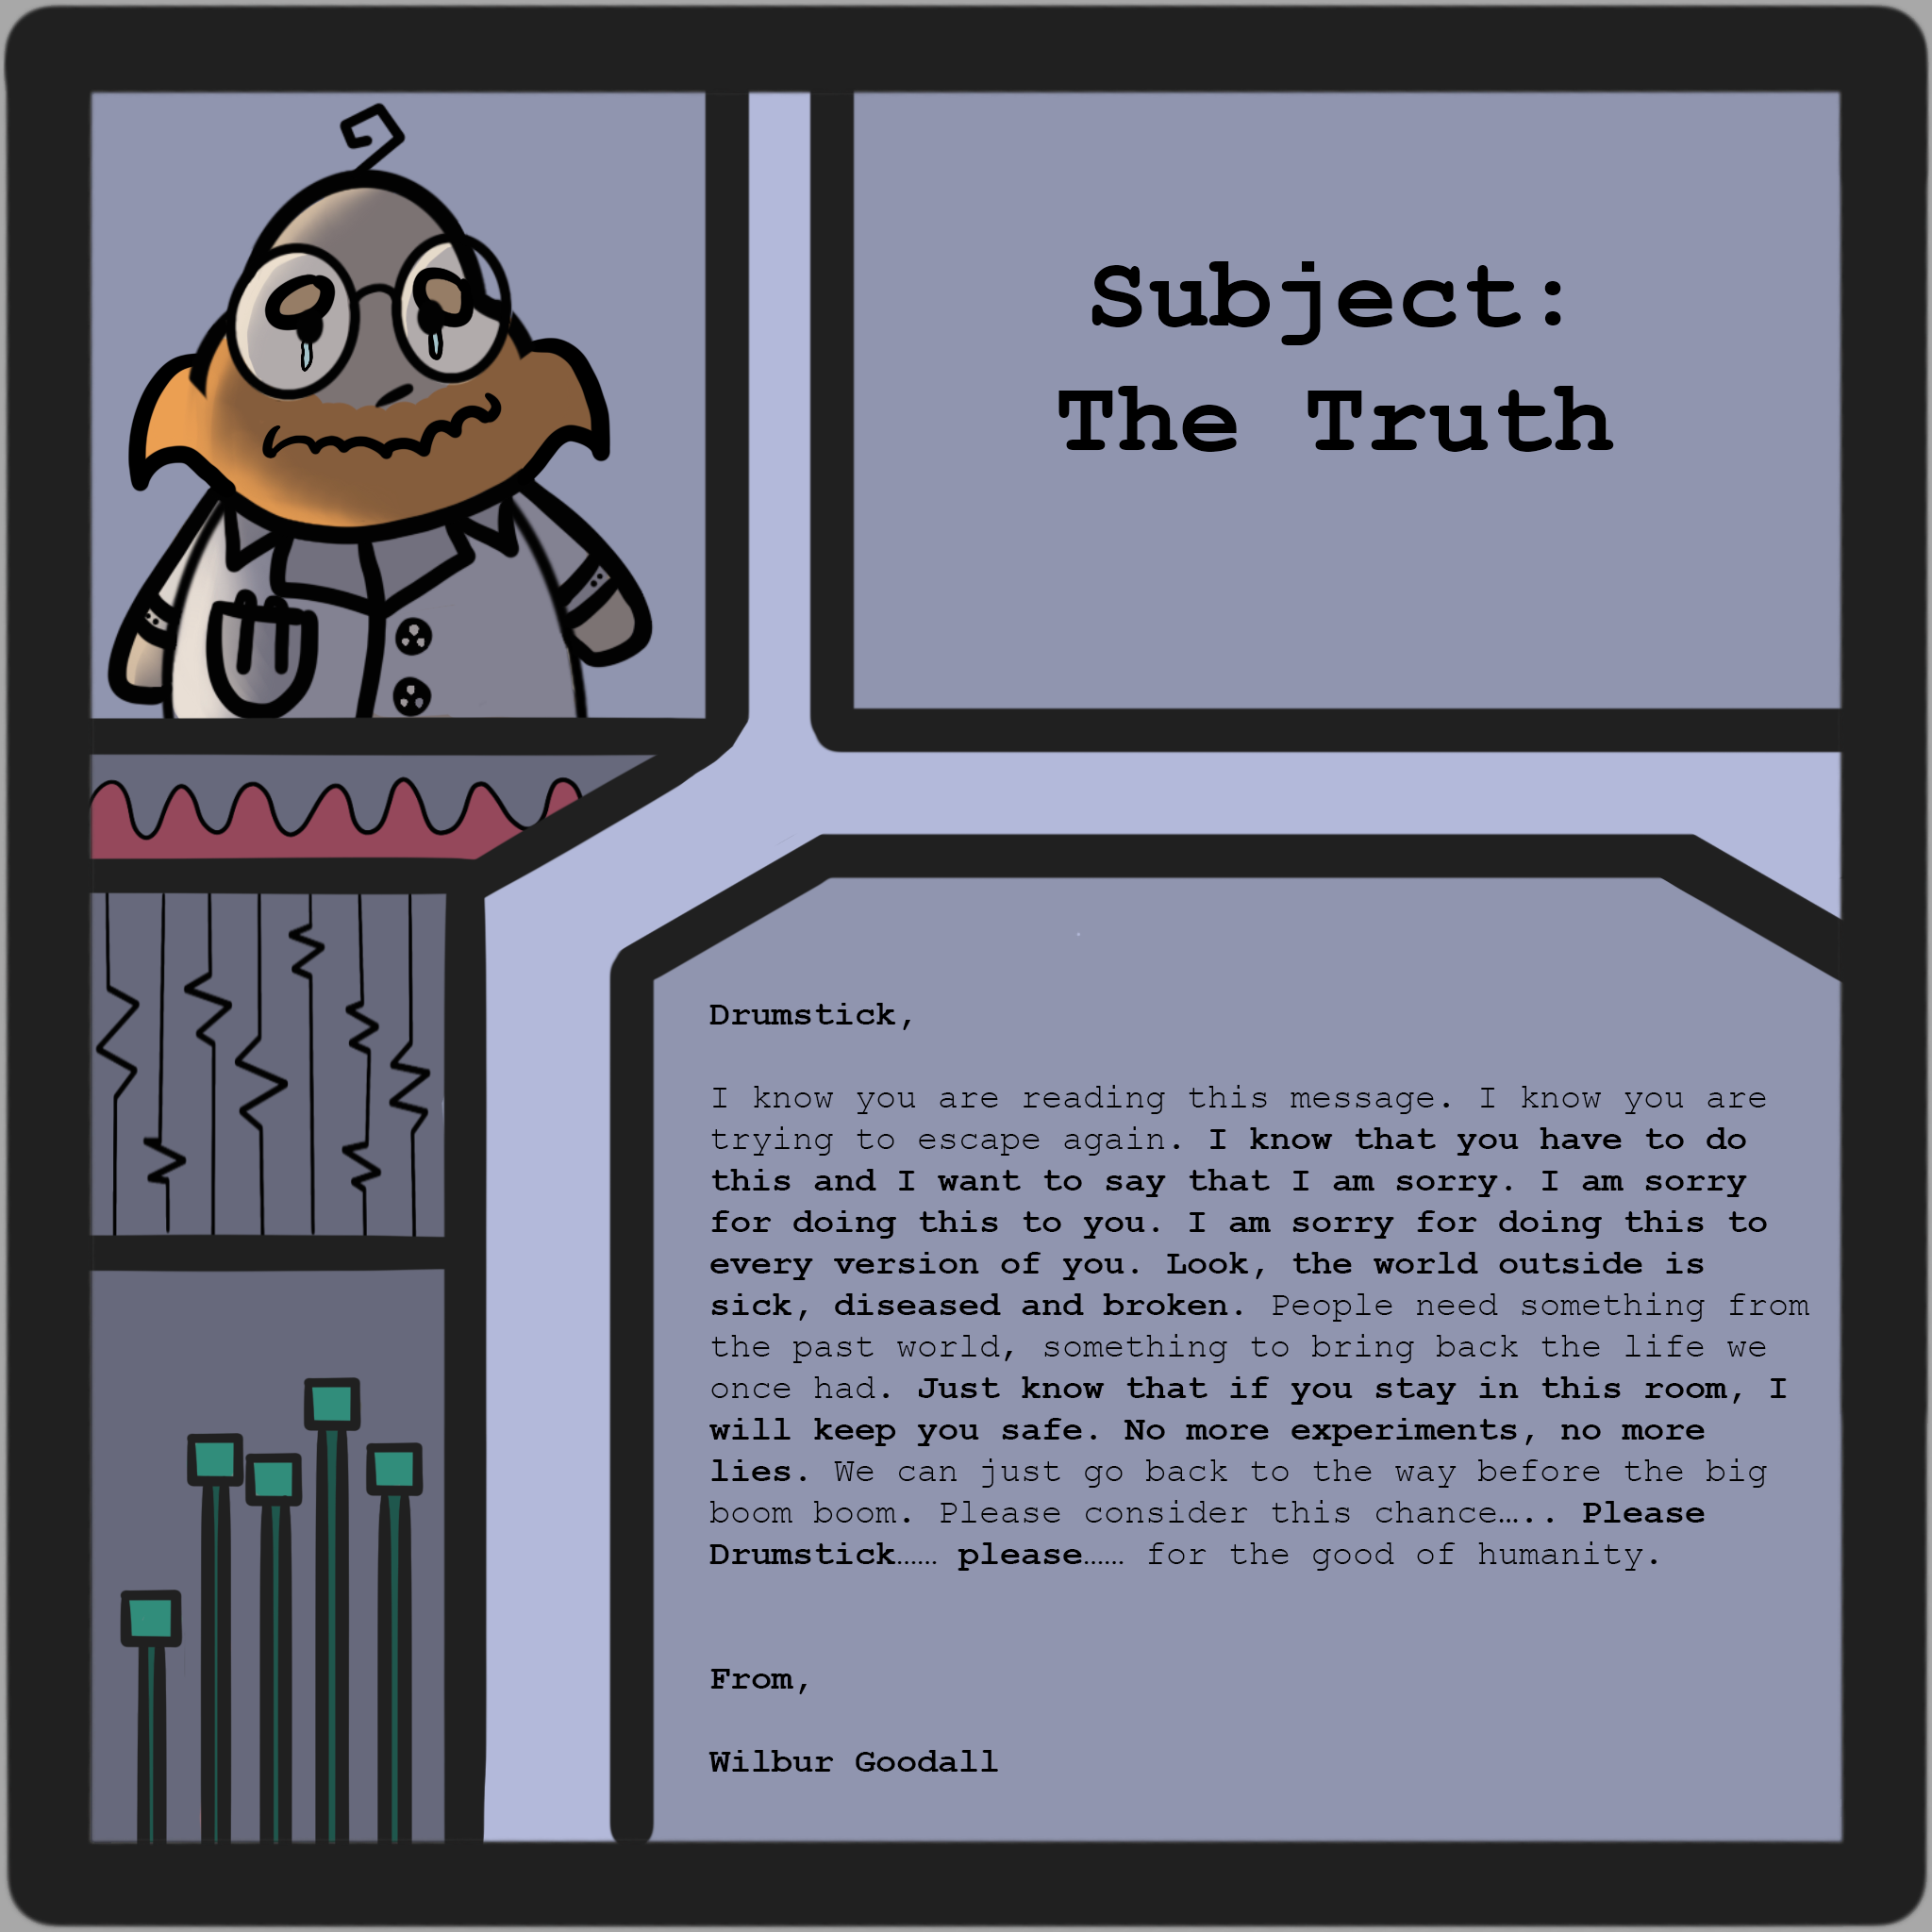 Subject:
The Truth
Drumstick,
I know you are reading this message. I know you are
trying to escape again. I know that you have to do
this and I want to say that I am sorry. I am sorry
for doing this to you. I am sorry for doing this to
every version of you. Look, the world outside is
sick, diseased and broken. People need something from
the past world, something to bring back the life we
once had. Just know that if you stay in this room, I
will keep you safe. No more experiments, no more
lies. We can just go back to the way before the big
boom boom. Please consider this chance….. Please
Drumstick…… please…… for the good of humanity.
From,
Wilbur Goodall